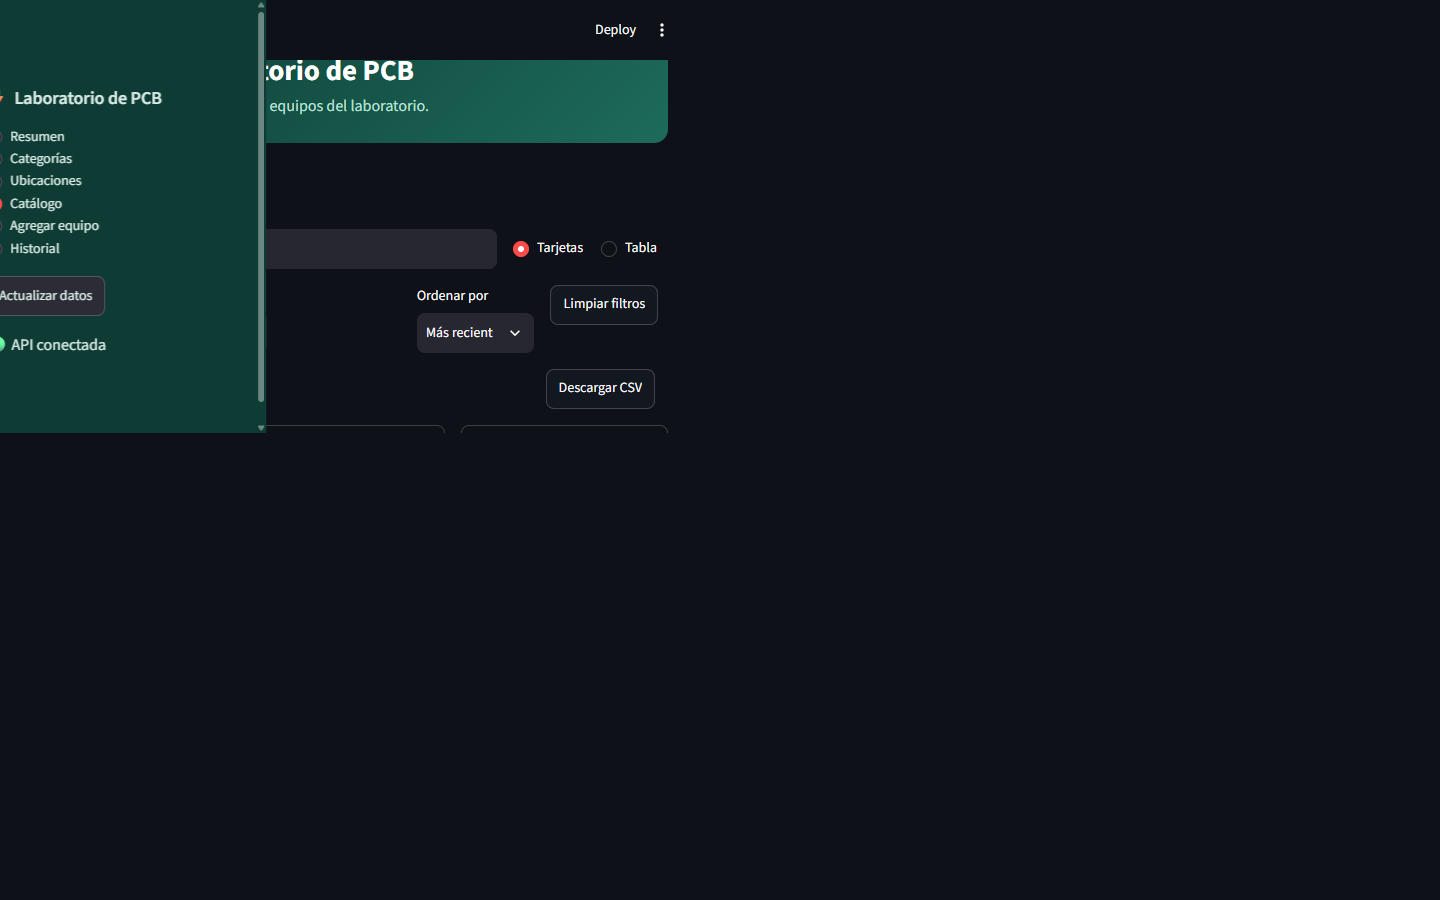 Deploy
torio de PCB
equipos del laboratorio.
Laboratorio de PCB
Resumen
Categorías
Ubicaciones
Catálogo
Agregar equipo
Historial
Actualizar datos
API conectada
Tarjetas
Tabla
Ordenar por
Más recient
Limpiar filtros
Descargar CSV